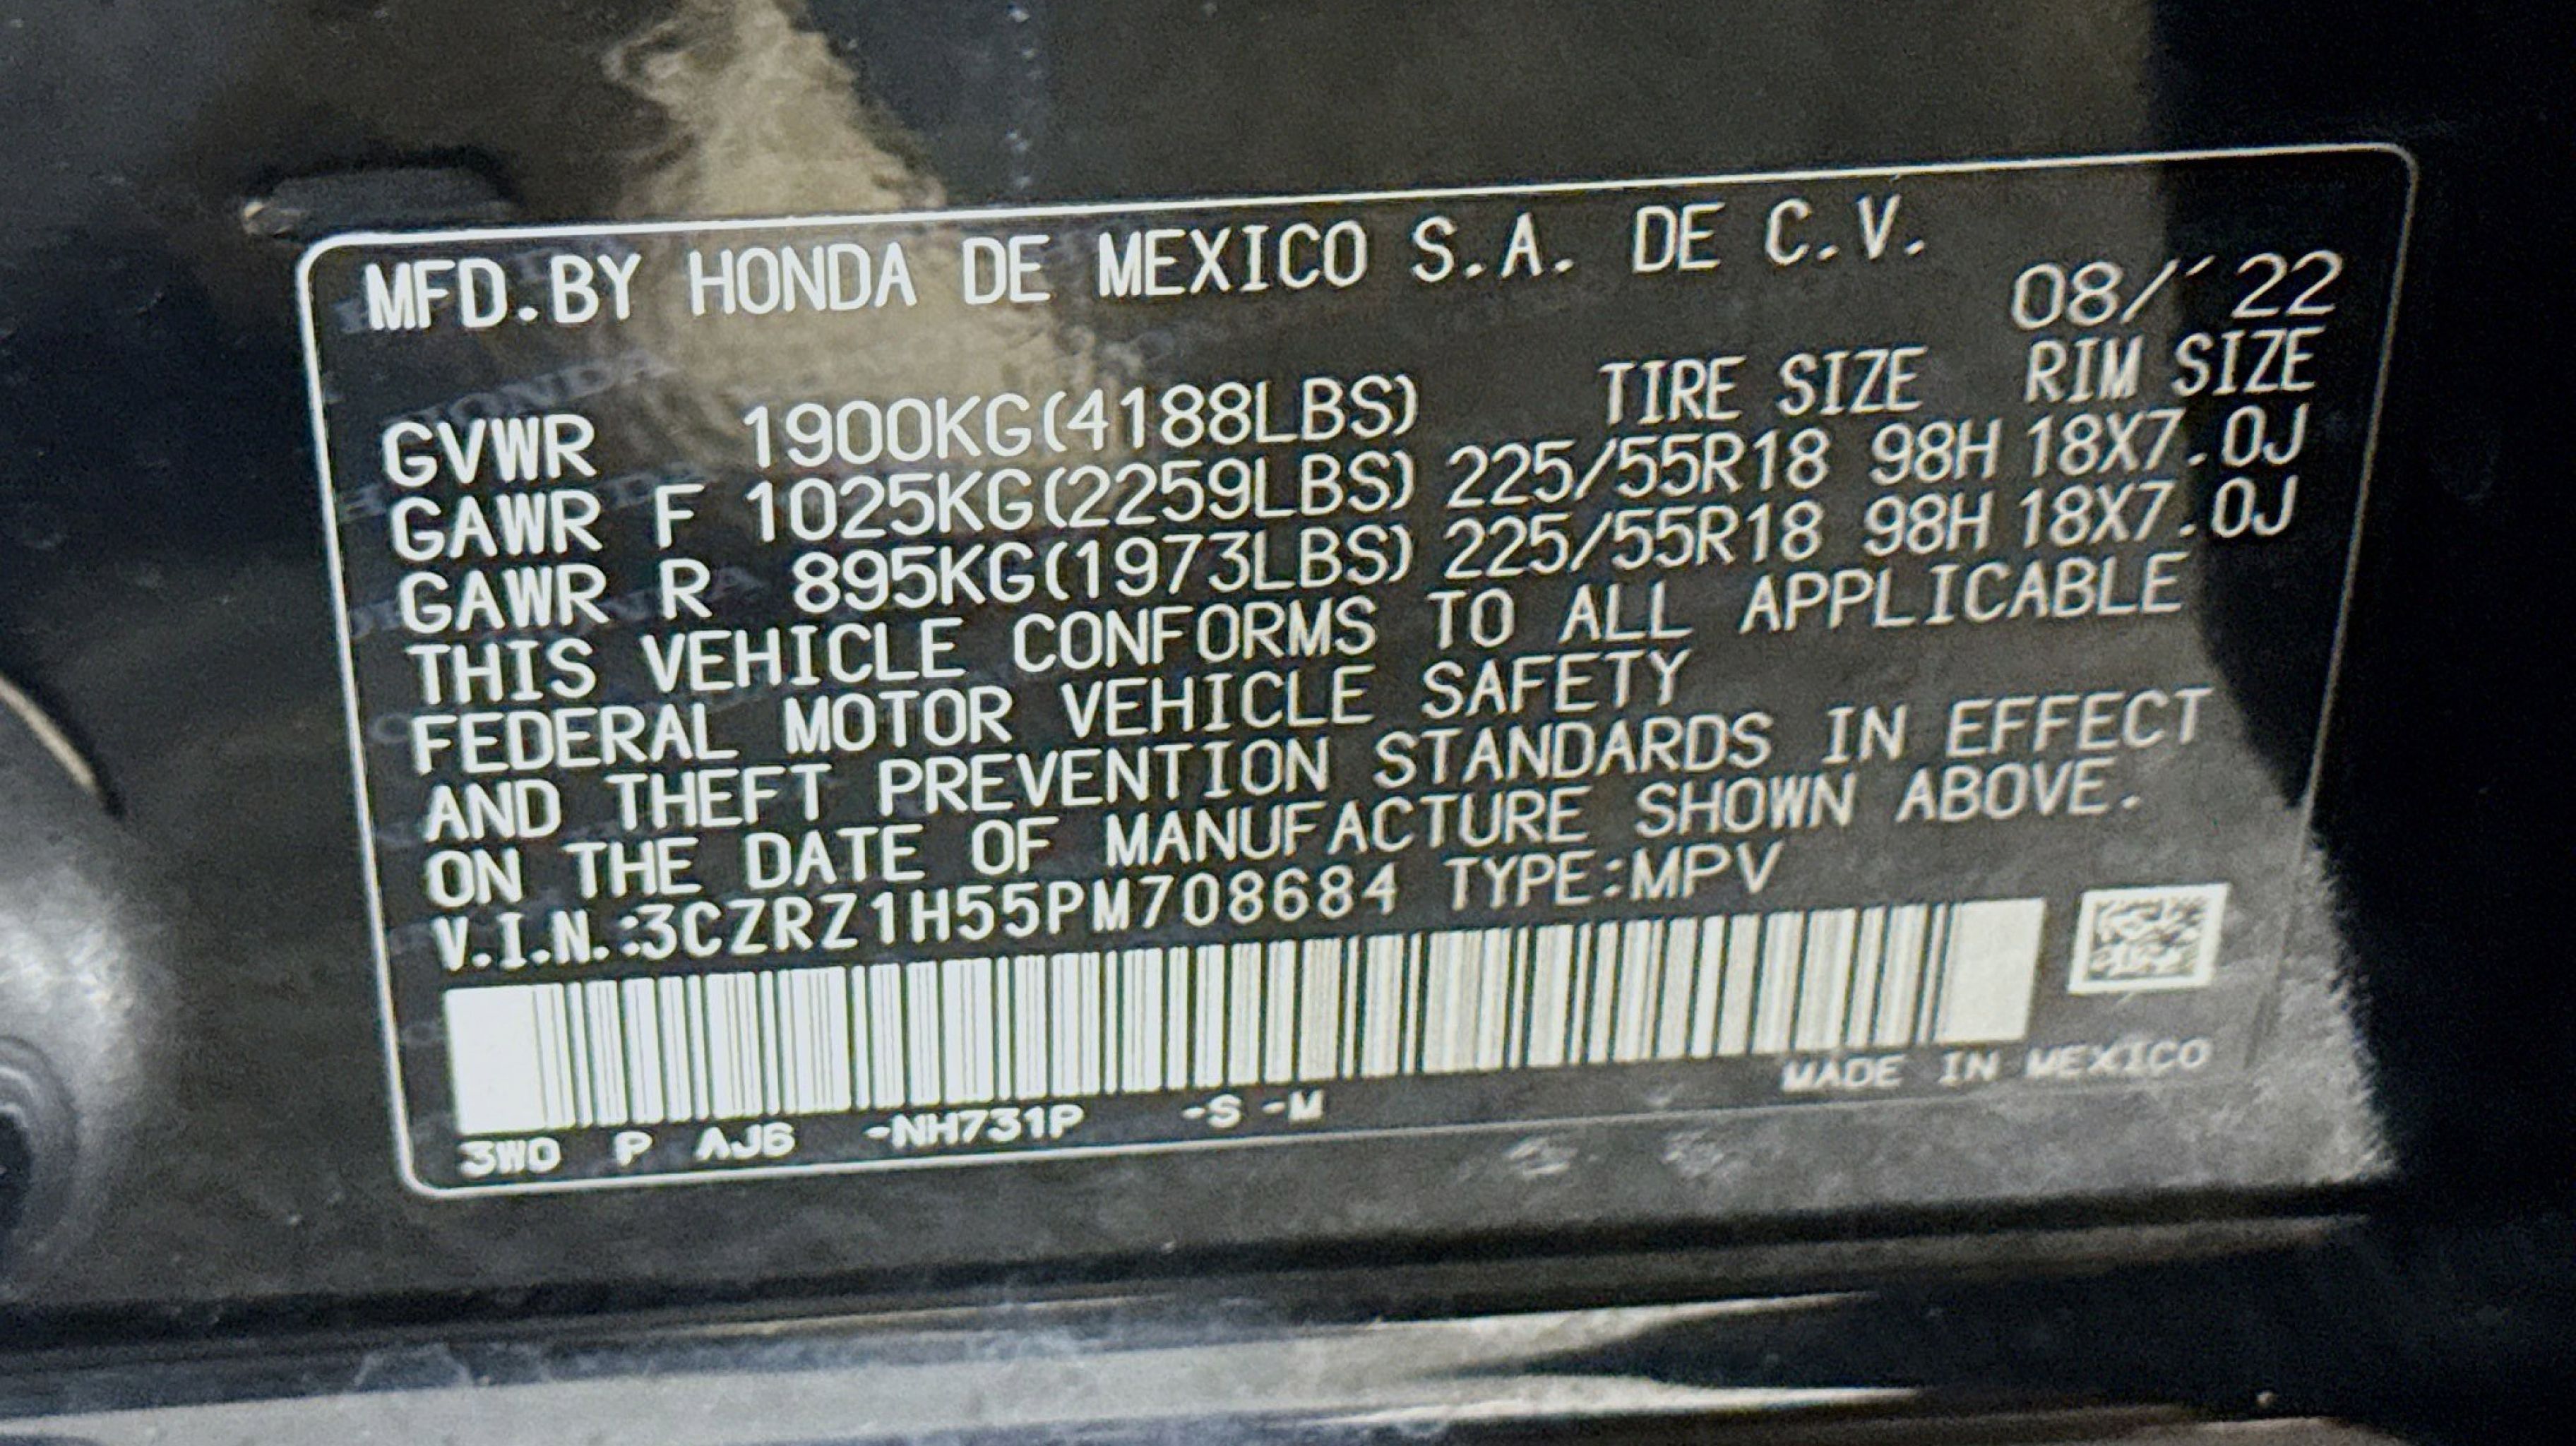 MFD.BY HONDA DE MEXICO S.A. DE C.V.
08/´22
TIRE SIZE RIM SIZE
GVWR 1900KG(4188LBS)
GAWR F 1025KG(2259LBS) 225/55R18 98H 18X7.0J
GAWR R 895KG(1973LBS) 225/55R18 98H 18X7.0J
THIS VEHICLE CONFORMS TO ALL APPLICABLE
FEDERAL MOTOR VEHICLE SAFETY
AND THEFT PREVENTION STANDARDS IN EFFECT
ON THE DATE OF MANUFACTURE SHOWN ABOVE.
V.I.N.:3CZRZ1H55PM708684 TYPE:MPV
MADE IN MEXICO
3W0 P AJ6 -NH731P -S -M